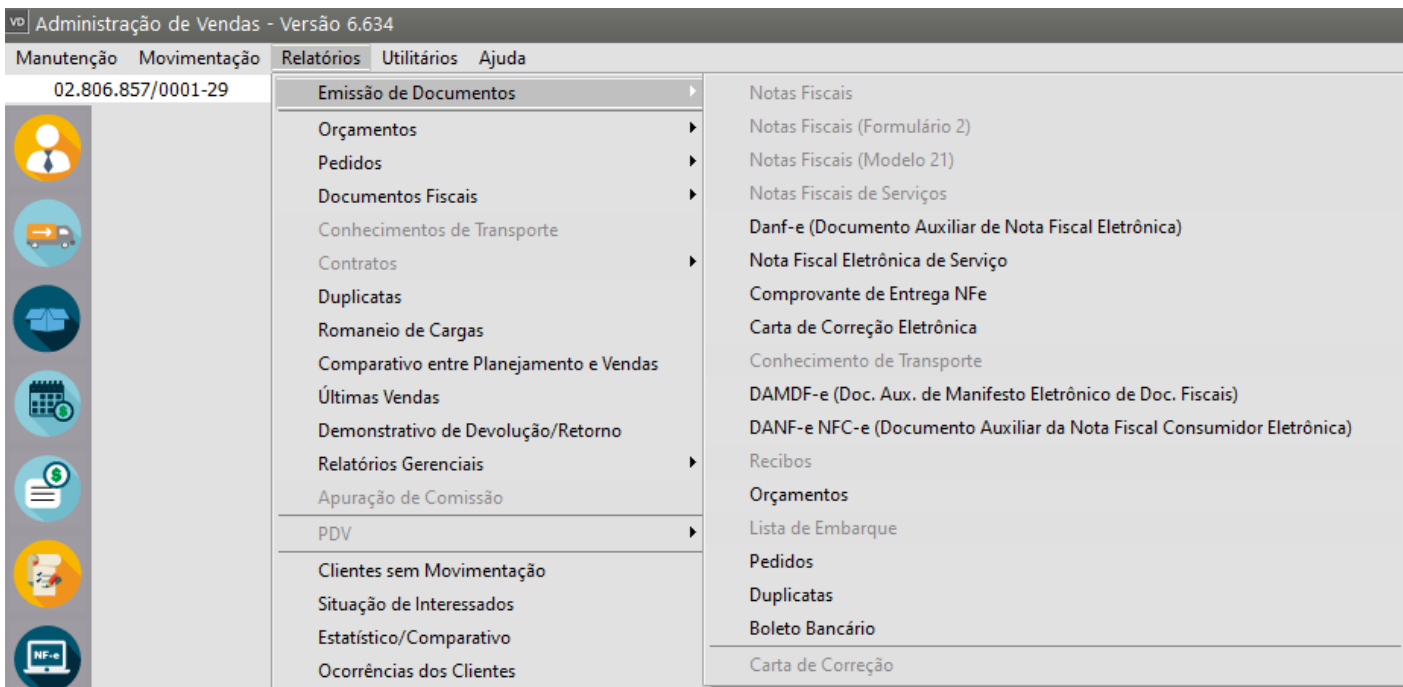 VD Administração de Vendas - Versão 6.634
Manutenção Movimentação Relatórios Utilitários Ajuda
02.806.857/0001-29
Emissão de Documentos
Orçamentos
Pedidos
Documentos Fiscais
Conhecimentos de Transporte
Contratos
Duplicatas
Romaneio de Cargas
Comparativo entre Planejamento e Vendas
Últimas Vendas
Demonstrativo de Devolução/Retorno
Relatórios Gerenciais
Apuração de Comissão
PDV
Clientes sem Movimentação
Situação de Interessados
Estatístico/Comparativo
Ocorrências dos Clientes
Notas Fiscais
Notas Fiscais (Formulário 2)
Notas Fiscais (Modelo 21)
Notas Fiscais de Serviços
Danf-e (Documento Auxiliar de Nota Fiscal Eletrônica)
Nota Fiscal Eletrônica de Serviço
Comprovante de Entrega NFe
Carta de Correção Eletrônica
Conhecimento de Transporte
DAMDF-e (Doc. Aux. de Manifesto Eletrônico de Doc. Fiscais)
DANF-e NFC-e (Documento Auxiliar da Nota Fiscal Consumidor Eletrônica)
Recibos
Orçamentos
Lista de Embarque
Pedidos
Duplicatas
Boleto Bancário
Carta de Correção
$
$
NF-e